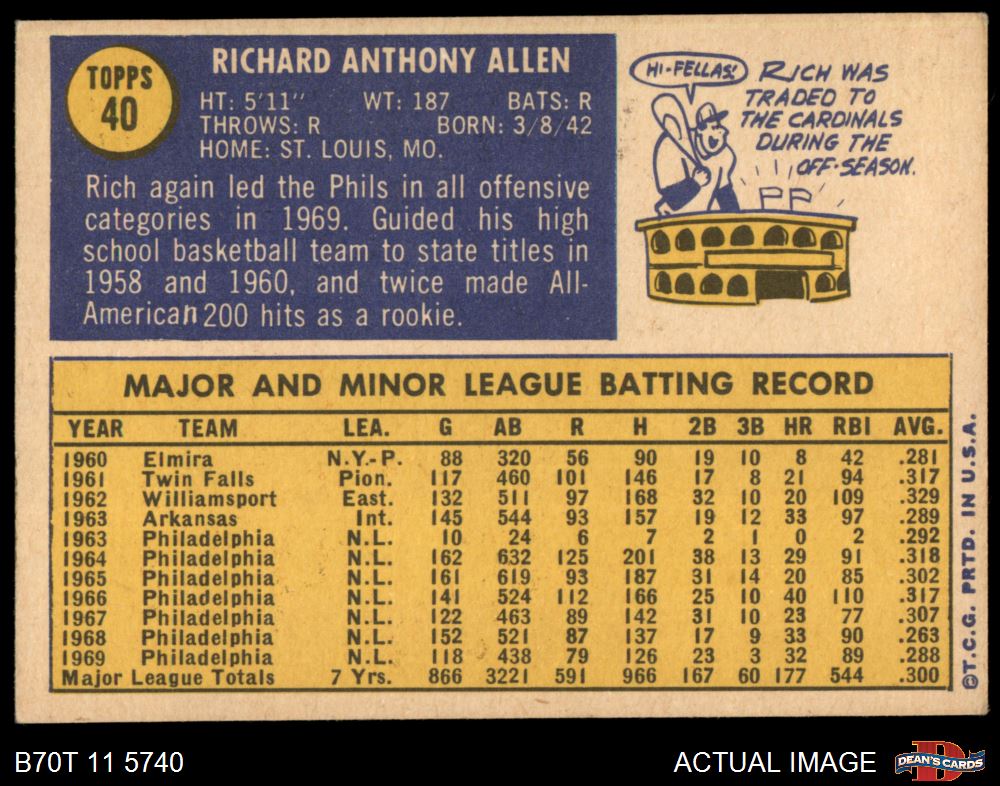 TOPPS
40
RICHARD ANTHONY ALLEN
HT: 5'11" WT: 187 BATS: R
THROWS: R BORN: 3/8/42
HOME: ST. LOUIS, MO.
Rich again led the Phils in all offensive
categories in 1969. Guided his high
school basketball team to state titles in
1958 and 1960, and twice made All-
American 200 hits as a rookie.
HI-FELLAS!
RICH WAS
TRADED TO
THE CARDINALS
DURING THE
OFF-SEASON.
MAJOR AND MINOR LEAGUE BATTING RECORD
YEAR TEAM LEA. G AB R H 2B 3B HR RBI AVG.
1960 Elmira N.Y.-P. 88 320 56 90 19 10 8 42 .281
1961 Twin Falls Pion. 117 460 101 146 17 8 21 94 .317
1962 Williamsport East. 132 511 97 168 32 10 20 109 .329
1963 Arkansas Int. 145 544 93 157 19 12 33 97 .289
1963 Philadelphia N.L. 10 24 6 7 2 1 0 2 .292
1964 Philadelphia N.L. 162 632 125 201 38 13 29 91 .318
1965 Philadelphia N.L. 161 619 93 187 31 14 20 85 .302
1966 Philadelphia N.L. 141 524 112 166 25 10 40 110 .317
1967 Philadelphia N.L. 122 463 89 142 31 10 23 77 .307
1968 Philadelphia N.L. 152 521 87 137 17 9 33 90 .263
1969 Philadelphia N.L. 118 438 79 126 23 3 32 89 .288
Major League Totals 7 Yrs. 866 3221 591 966 167 60 177 544 .300
©T.C.G. PRTD. IN U.S.A.
B70T 11 5740
ACTUAL IMAGE
D
DEAN'S CARDS